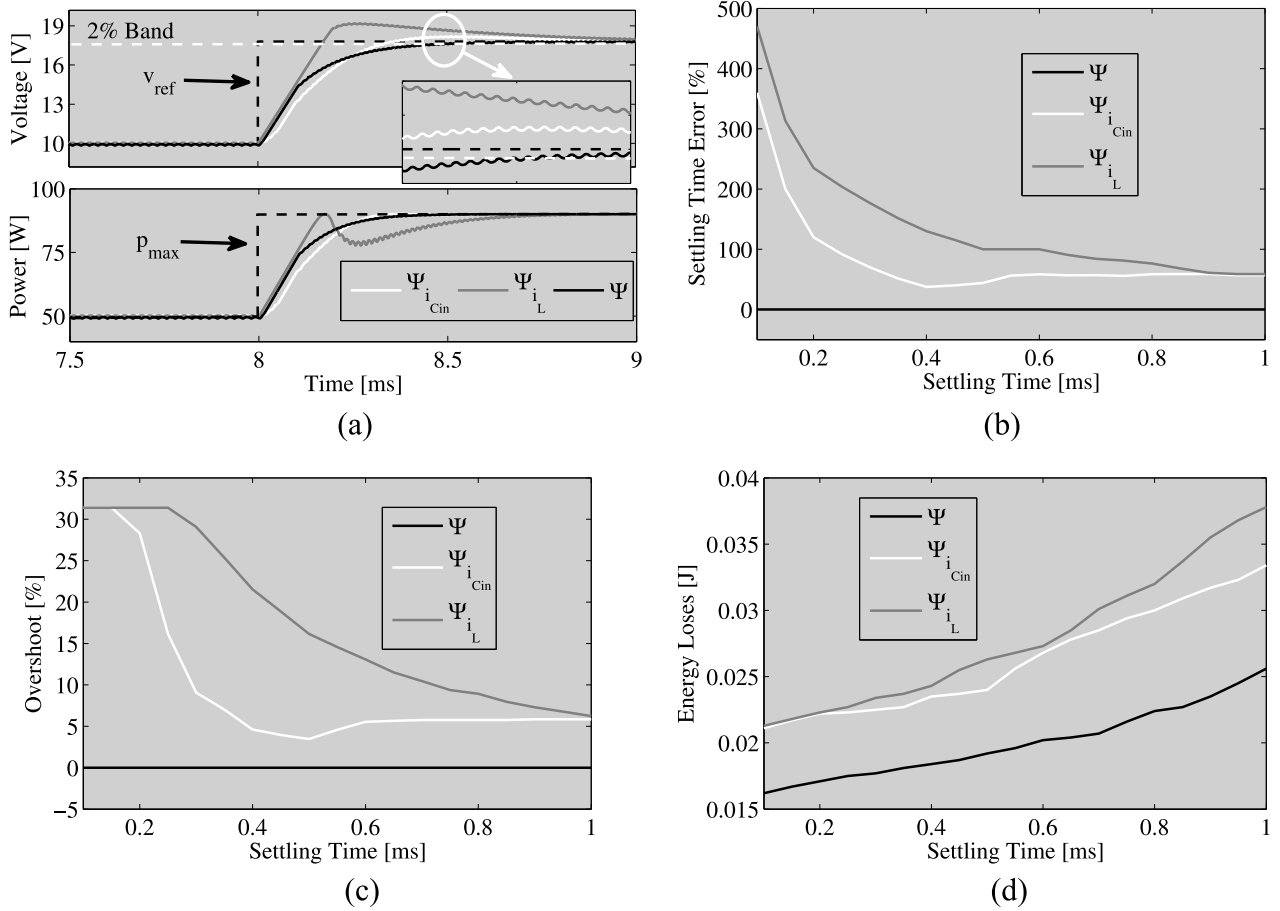 2% Band
v_ref
Voltage [V]
19
16
13
10
p_max
Power [W]
100
75
50
Ψ_i_Cin Ψ_i_L Ψ
7.5 8 8.5 9
Time [ms]
(a)
500
400
300
200
100
0
Settling Time Error [%]
Ψ
Ψ_i_Cin
Ψ_i_L
0.2 0.4 0.6 0.8 1
Settling Time [ms]
(b)
35
30
25
20
15
10
5
0
−5
Overshoot [%]
Ψ
Ψ_i_Cin
Ψ_i_L
0.2 0.4 0.6 0.8 1
Settling Time [ms]
(c)
0.04
0.035
0.03
0.025
0.02
0.015
Energy Loses [J]
Ψ
Ψ_i_Cin
Ψ_i_L
0.2 0.4 0.6 0.8 1
Settling Time [ms]
(d)